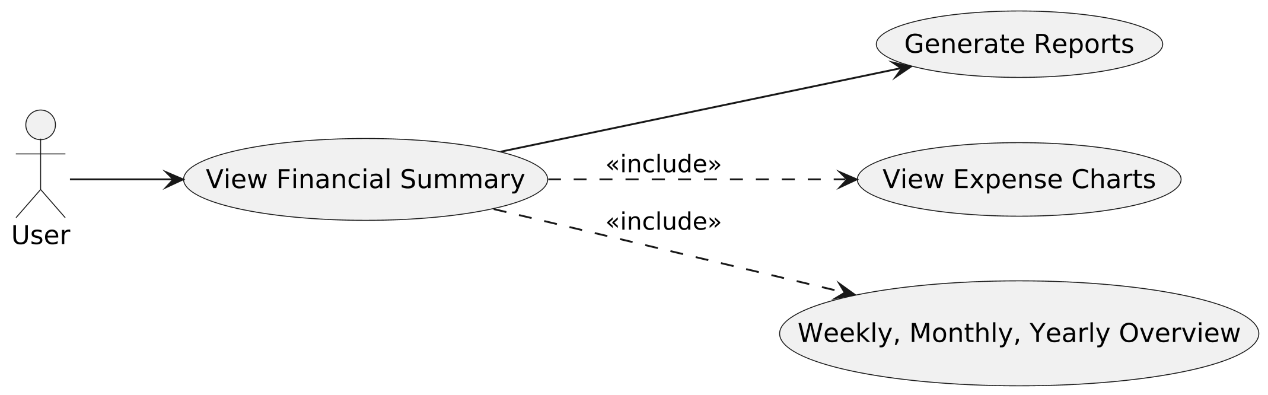 Generate Reports
View Financial Summary
«include»
View Expense Charts
«include»
User
Weekly, Monthly, Yearly Overview